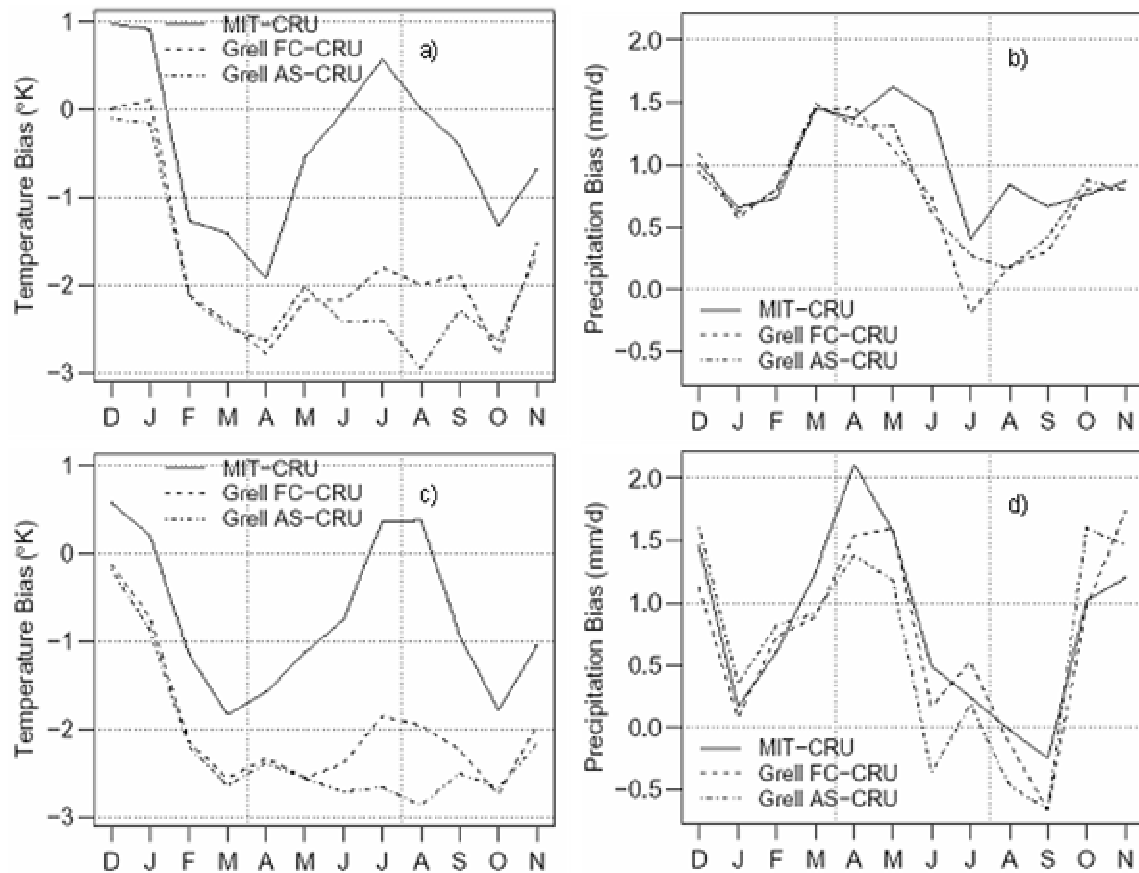 MIT−CRU
Grell FC−CRU
Grell AS−CRU
a)
Temperature Bias (°K)
1
0
−1
−2
−3
D J F M A M J J A S O N
b)
Precipitation Bias (mm/d)
2.0
1.5
1.0
0.5
0.0
−0.5
MIT−CRU
Grell FC−CRU
Grell AS−CRU
D J F M A M J J A S O N
MIT−CRU
Grell FC−CRU
Grell AS−CRU
c)
Temperature Bias (°K)
1
0
−1
−2
−3
D J F M A M J J A S O N
d)
Precipitation Bias (mm/d)
2.0
1.5
1.0
0.5
0.0
−0.5
MIT−CRU
Grell FC−CRU
Grell AS−CRU
D J F M A M J J A S O N